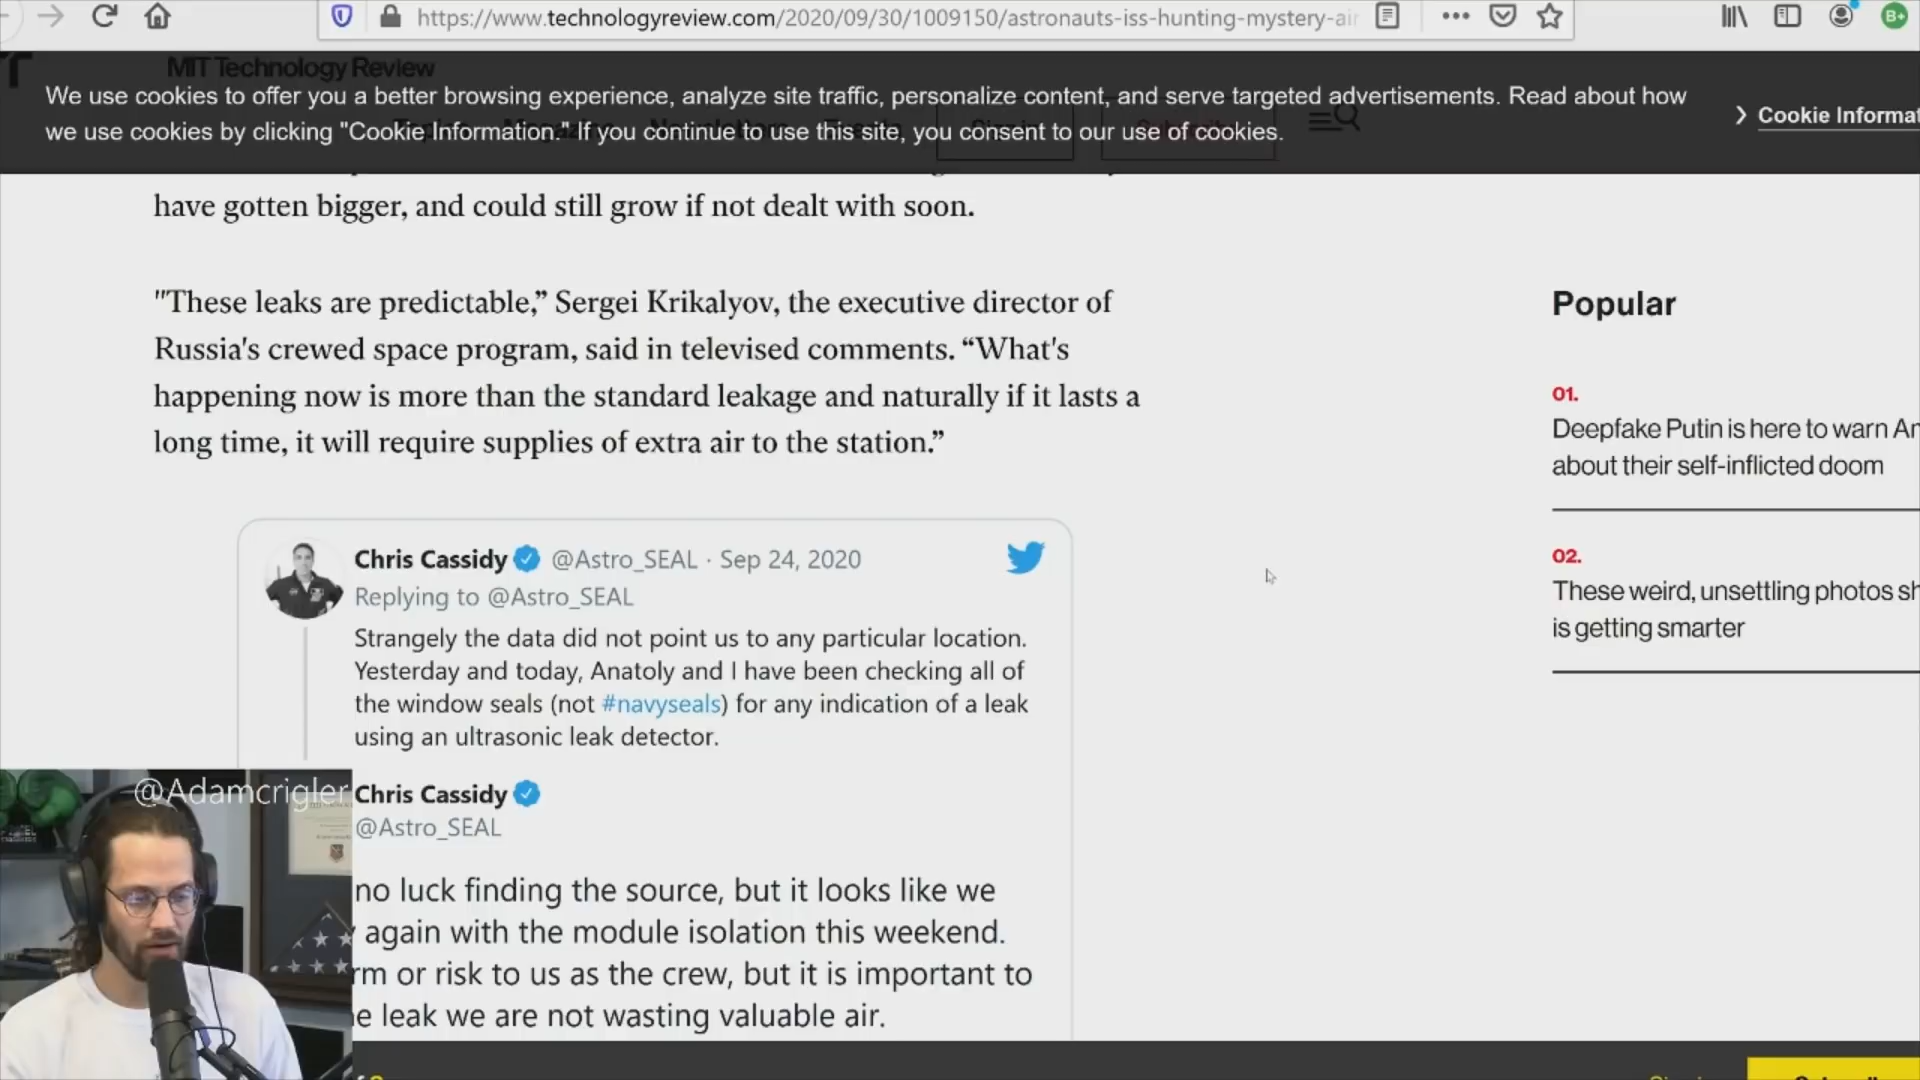 https://www.technologyreview.com/2020/09/30/1009150/astronauts-iss-hunting-mystery-air
B+
MIT Technology Review
We use cookies to offer you a better browsing experience, analyze site traffic, personalize content, and serve targeted advertisements. Read about how
we use cookies by clicking "Cookie Information." If you continue to use this site, you consent to our use of cookies.
Cookie Informat
have gotten bigger, and could still grow if not dealt with soon.
"These leaks are predictable,” Sergei Krikalyov, the executive director of
Russia's crewed space program, said in televised comments. “What's
happening now is more than the standard leakage and naturally if it lasts a
long time, it will require supplies of extra air to the station.”
Chris Cassidy @Astro_SEAL · Sep 24, 2020
Replying to @Astro_SEAL
Strangely the data did not point us to any particular location.
Yesterday and today, Anatoly and I have been checking all of
the window seals (not #navyseals) for any indication of a leak
using an ultrasonic leak detector.
Chris Cassidy
@Astro_SEAL
no luck finding the source, but it looks like we
again with the module isolation this weekend.
rm or risk to us as the crew, but it is important to
e leak we are not wasting valuable air.
@Adamcrigler
Popular
01.
Deepfake Putin is here to warn Am
about their self-inflicted doom
02.
These weird, unsettling photos sh
is getting smarter